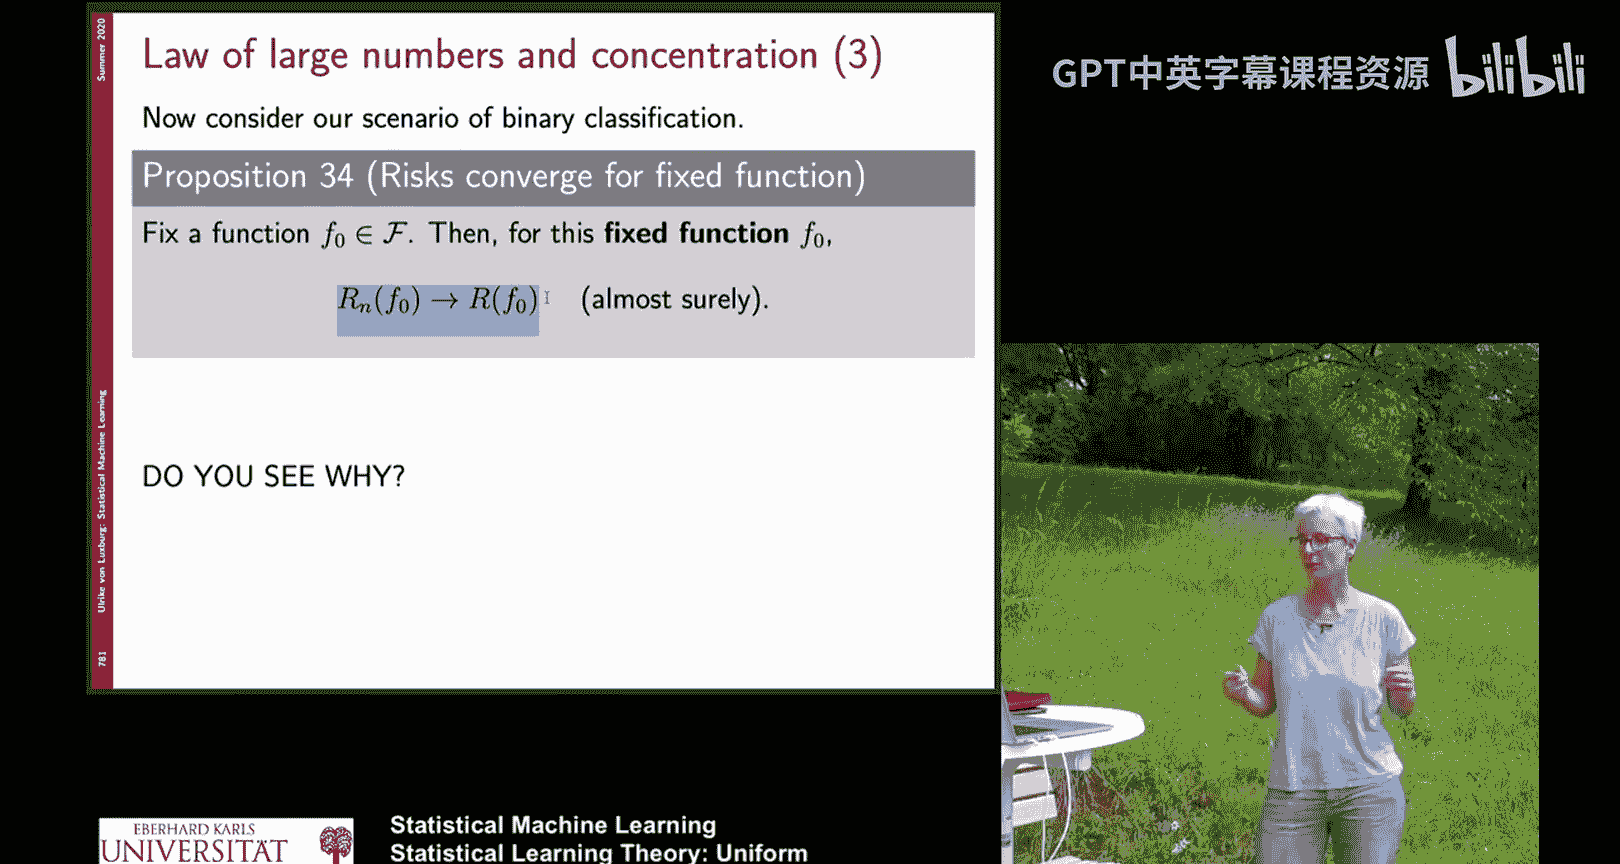 Summer 2020
Law of large numbers and concentration (3)
Now consider our scenario of binary classification.
Proposition 34 (Risks converge for fixed function)
Fix a function f₀ ∈ 𝓕. Then, for this fixed function f₀,
Rₙ(f₀) → R(f₀) (almost surely).
DO YOU SEE WHY?
Ulrike von Luxburg: Statistical Machine Learning
781
GPT中英字幕课程资源 bilibili
EBERHARD KARLS
UNIVERSITÄT
Statistical Machine Learning
Statistical Learning Theory: Uniform